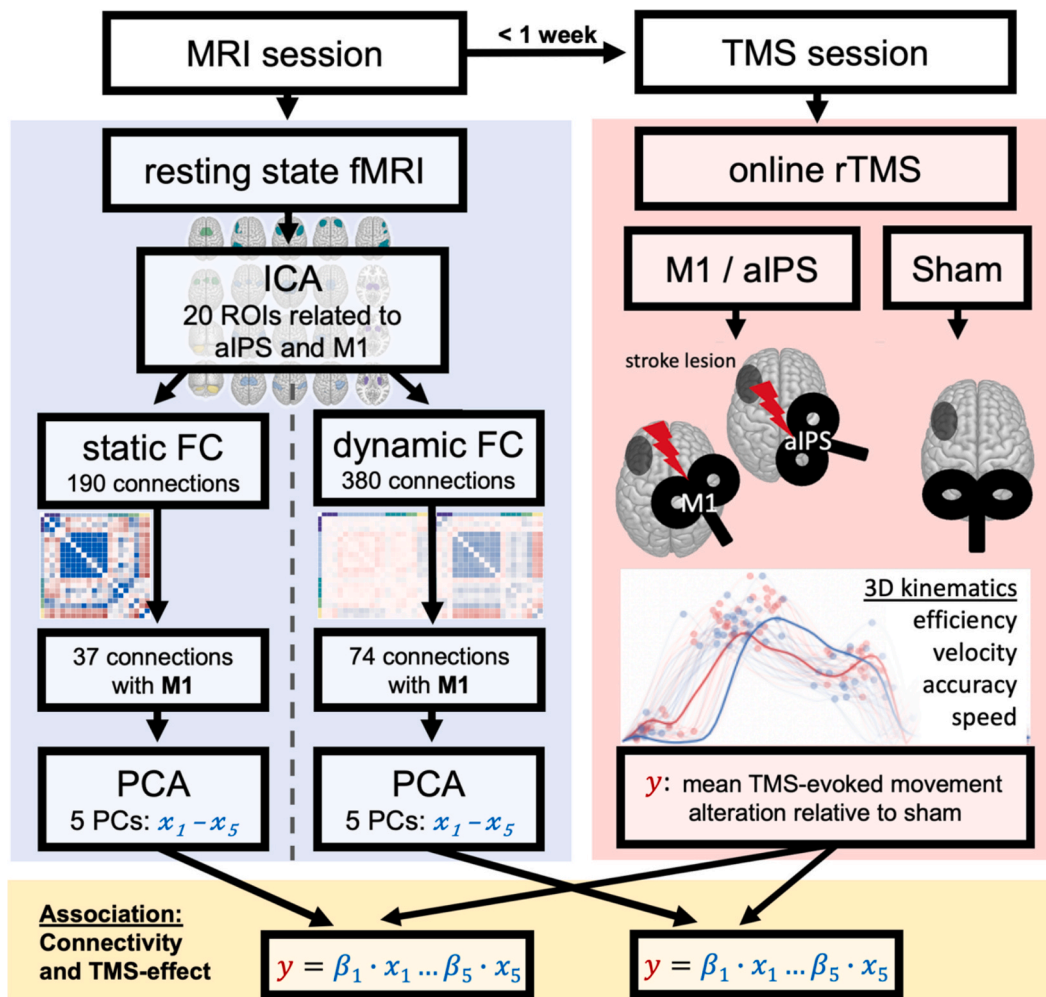 MRI session
< 1 week
TMS session
resting state fMRI
ICA
20 ROIs related to
aIPS and M1
static FC
190 connections
dynamic FC
380 connections
37 connections
with M1
74 connections
with M1
PCA
5 PCs: x₁ – x₅
PCA
5 PCs: x₁ – x₅
online rTMS
M1 / aIPS
Sham
stroke lesion
aIPS
M1
3D kinematics
efficiency
velocity
accuracy
speed
y: mean TMS-evoked movement
alteration relative to sham
Association:
Connectivity
and TMS-effect
y = β₁ · x₁ … β₅ · x₅
y = β₁ · x₁ … β₅ · x₅